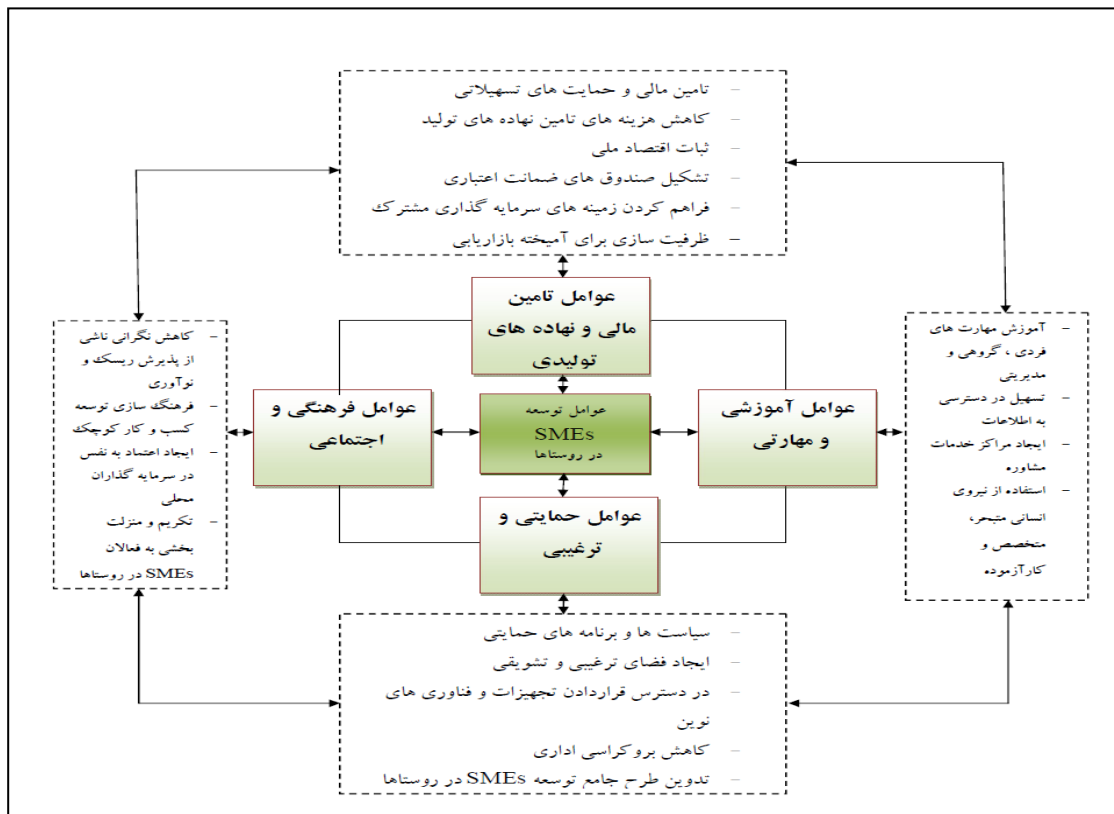 – تامین مالی و حمایت های تسهیلاتی
– کاهش هزینه های تامین نهاده های تولید
– ثبات اقتصاد ملی
– تشکیل صندوق های ضمانت اعتباری
– فراهم کردن زمینه های سرمایه گذاری مشترک
– ظرفیت سازی برای آمیخته بازاریابی
عوامل تامین
مالی و نهاده های
تولیدی
– آموزش مهارت های
فردی ، گروهی و
مدیریتی
– تسهیل در دسترسی
به اطلاعات
– ایجاد مراکز خدمات
مشاوره
– استفاده از نیروی
انسانی متبحر،
متخصص و
کارآزموده
عوامل آموزشی
و مهارتی
عوامل توسعه
SMEs
در روستاها
عوامل فرهنگی و
اجتماعی
– کاهش نگرانی ناشی
از پذیرش ریسک و
نوآوری
– فرهنگ سازی توسعه
کسب و کار کوچک
– ایجاد اعتماد به نفس
در سرمایه گذاران
محلی
– تکریم و منزلت
بخشی به فعالان
SMEs در روستاها
عوامل حمایتی و
ترغیبی
– سیاست ها و برنامه های حمایتی
– ایجاد فضای ترغیبی و تشویقی
– در دسترس قراردادن تجهیزات و فناوری های
نوین
– کاهش بروکراسی اداری
– تدوین طرح جامع توسعه SMEs در روستاها